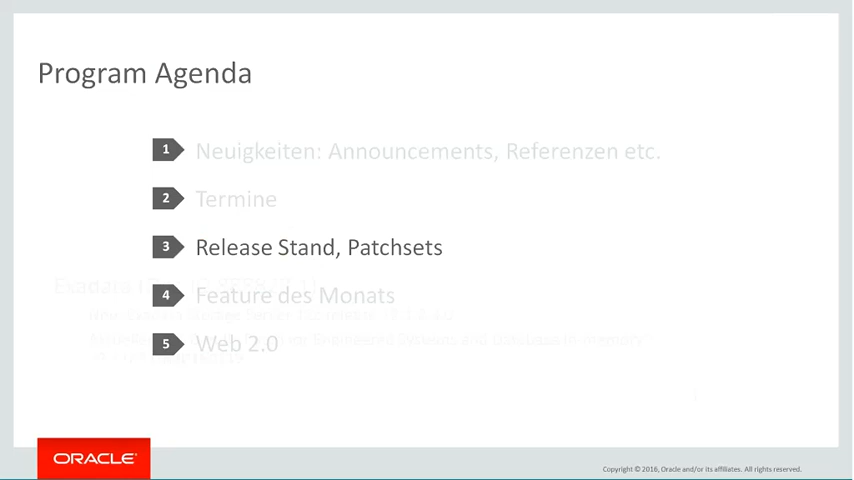 Program Agenda
1 Neuigkeiten: Announcements, Referenzen etc.
2 Termine
3 Release Stand, Patchsets
4 Feature des Monats
5 Web 2.0
ORACLE
Copyright © 2016, Oracle and/or its affiliates. All rights reserved.